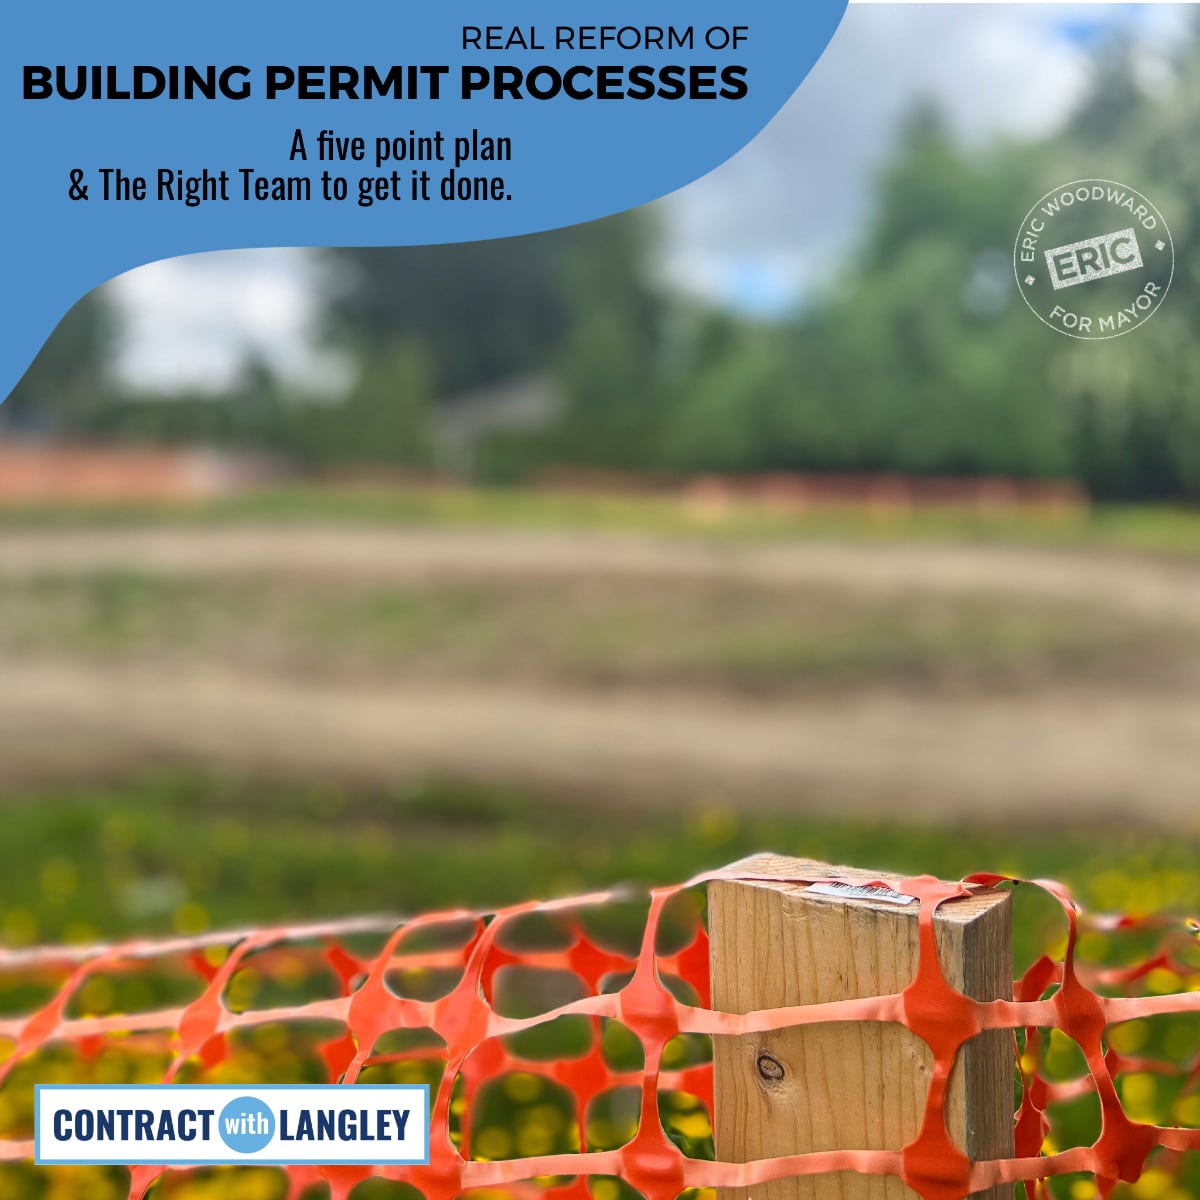 REAL REFORM OF
BUILDING PERMIT PROCESSES
A five point plan
& The Right Team to get it done.
ERIC WOODWARD
ERIC
FOR MAYOR
CONTRACT with LANGLEY